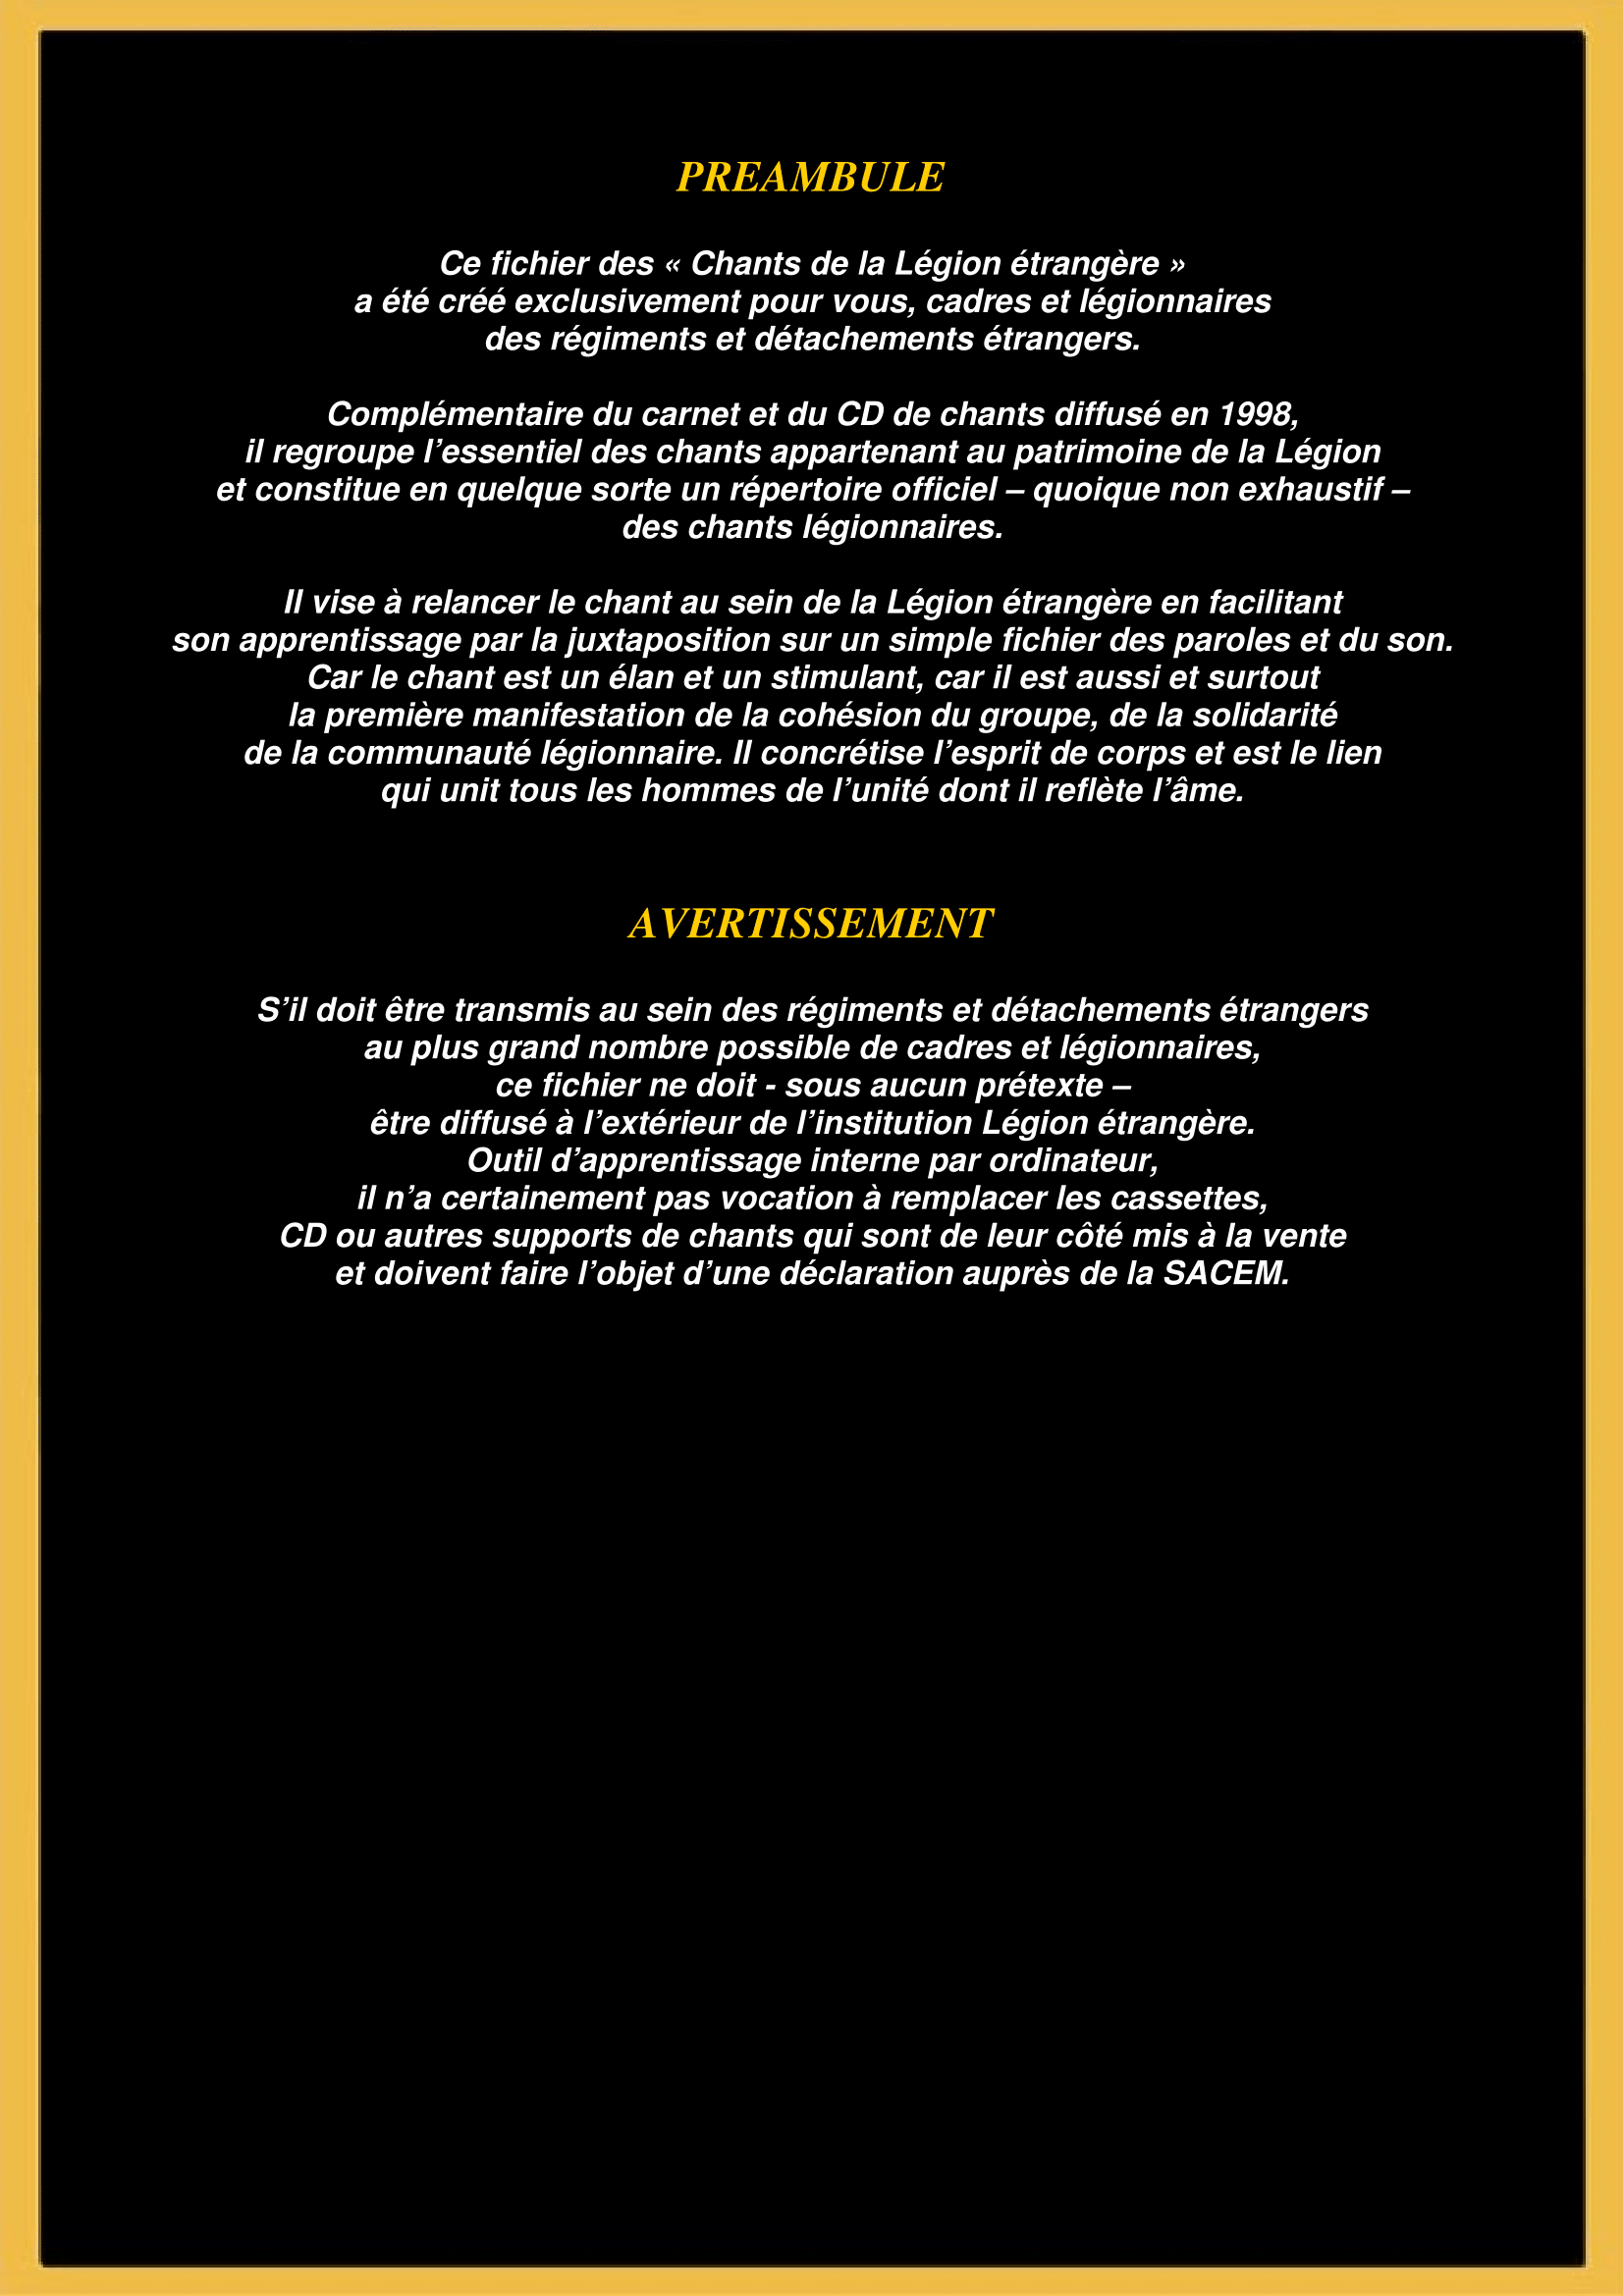 PREAMBULE
Ce fichier des « Chants de la Légion étrangère »
a été créé exclusivement pour vous, cadres et légionnaires
des régiments et détachements étrangers.
Complémentaire du carnet et du CD de chants diffusé en 1998,
il regroupe l’essentiel des chants appartenant au patrimoine de la Légion
et constitue en quelque sorte un répertoire officiel – quoique non exhaustif –
des chants légionnaires.
Il vise à relancer le chant au sein de la Légion étrangère en facilitant
son apprentissage par la juxtaposition sur un simple fichier des paroles et du son.
Car le chant est un élan et un stimulant, car il est aussi et surtout
la première manifestation de la cohésion du groupe, de la solidarité
de la communauté légionnaire. Il concrétise l’esprit de corps et est le lien
qui unit tous les hommes de l’unité dont il reflète l’âme.
AVERTISSEMENT
S’il doit être transmis au sein des régiments et détachements étrangers
au plus grand nombre possible de cadres et légionnaires,
ce fichier ne doit - sous aucun prétexte –
être diffusé à l’extérieur de l’institution Légion étrangère.
Outil d’apprentissage interne par ordinateur,
il n’a certainement pas vocation à remplacer les cassettes,
CD ou autres supports de chants qui sont de leur côté mis à la vente
et doivent faire l’objet d’une déclaration auprès de la SACEM.